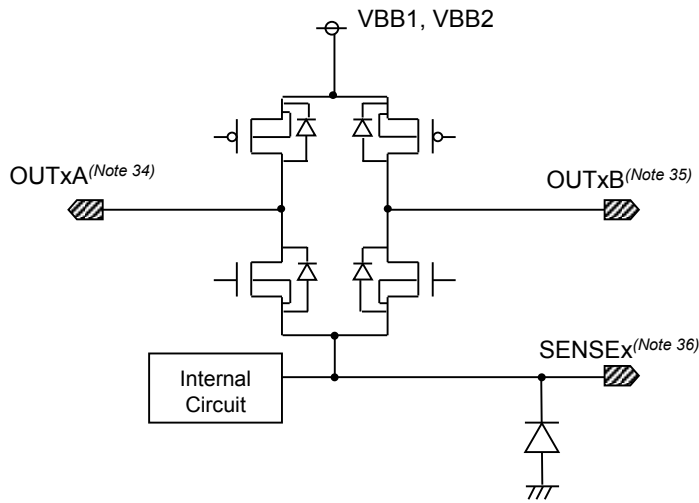 VBB1, VBB2
OUTxA(Note 34)
OUTxB(Note 35)
SENSEx(Note 36)
Internal
Circuit